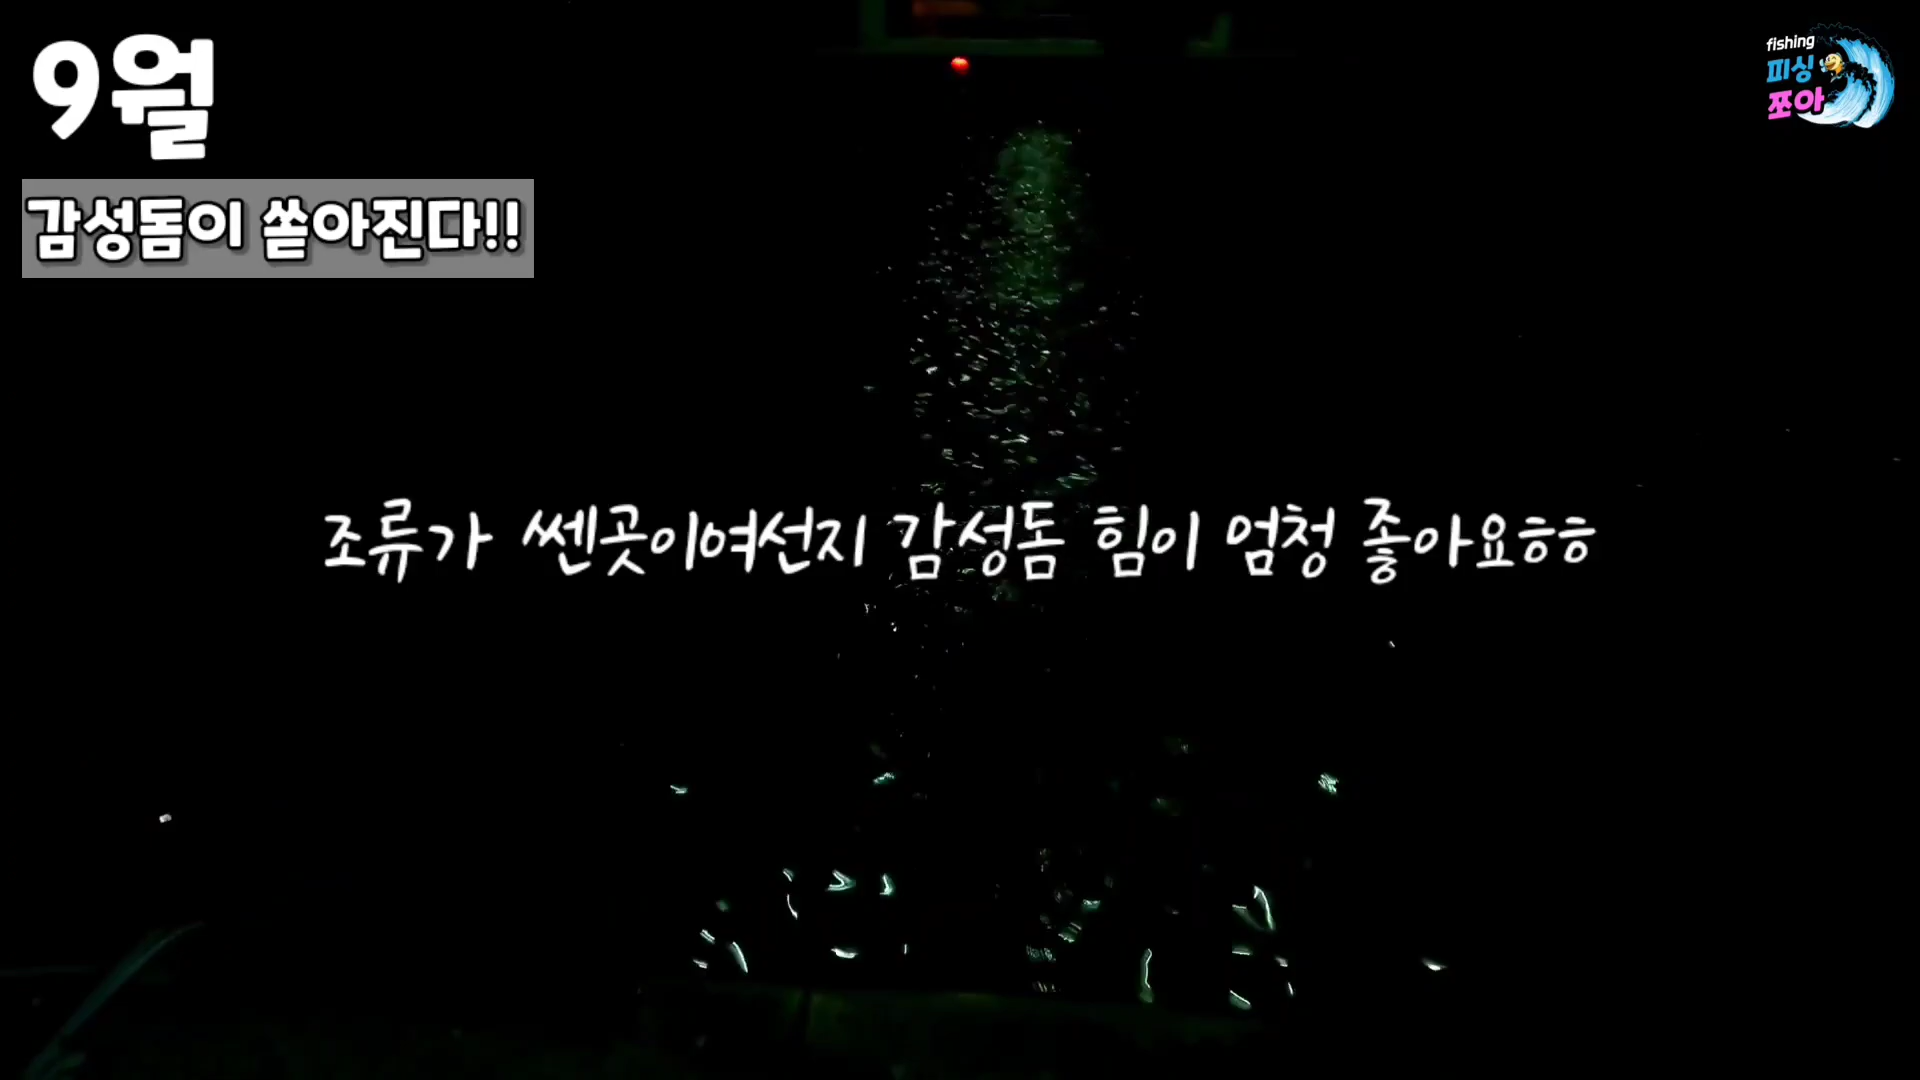 9월
감성돔이 쏟아진다!!
fishing
피싱
쪼아
조류가 쎈곳이여선지 감성돔 힘이 엄청 좋아요ㅎㅎ